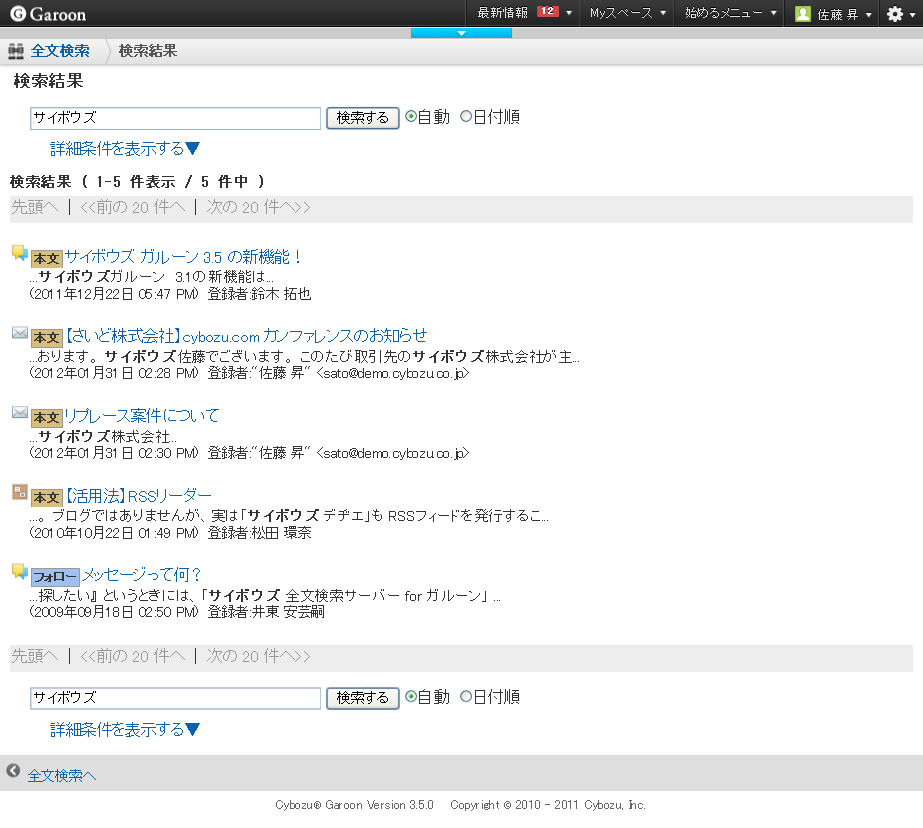 Garoon 最新情報 12 ▼ Myスペース ▼ 始めるメニュー ▼ 佐藤 昇 ▼ ▼
全文検索 検索結果
検索結果
サイボウズ 検索する 自動 日付順
詳細条件を表示する▼
検索結果 ( 1-5 件表示 / 5 件中 )
先頭へ | <<前の 20 件へ | 次の 20 件へ>>
本文 サイボウズ ガルーン 3.5 の新機能！
...サイボウズガルーン 3.1の新機能は...
(2011年12月22日 05:47 PM) 登録者:鈴木 拓也
本文 【さいど株式会社】cybozu.com カンファレンスのお知らせ
...おります。サイボウズ佐藤でございます。このたび取引先のサイボウズ株式会社が主...
(2012年01月31日 02:28 PM) 登録者:"佐藤 昇" <sato@demo.cybozu.co.jp>
本文 リプレース案件について
...サイボウズ株式会社...
(2012年01月31日 02:30 PM) 登録者:"佐藤 昇" <sato@demo.cybozu.co.jp>
本文 【活用法】RSSリーダー
...。ブログではありませんが、実は「サイボウズ デヂエ」も RSSフィードを発行するこ...
(2010年10月22日 01:49 PM) 登録者:松田 環奈
フォロー メッセージって何？
...探したい』というときには、「サイボウズ 全文検索サーバー for ガルーン」 ...
(2009年09月18日 02:50 PM) 登録者:井東 安芸嗣
先頭へ | <<前の 20 件へ | 次の 20 件へ>>
サイボウズ 検索する 自動 日付順
詳細条件を表示する▼
全文検索へ
Cybozu® Garoon Version 3.5.0 Copyright © 2010 - 2011 Cybozu, Inc.